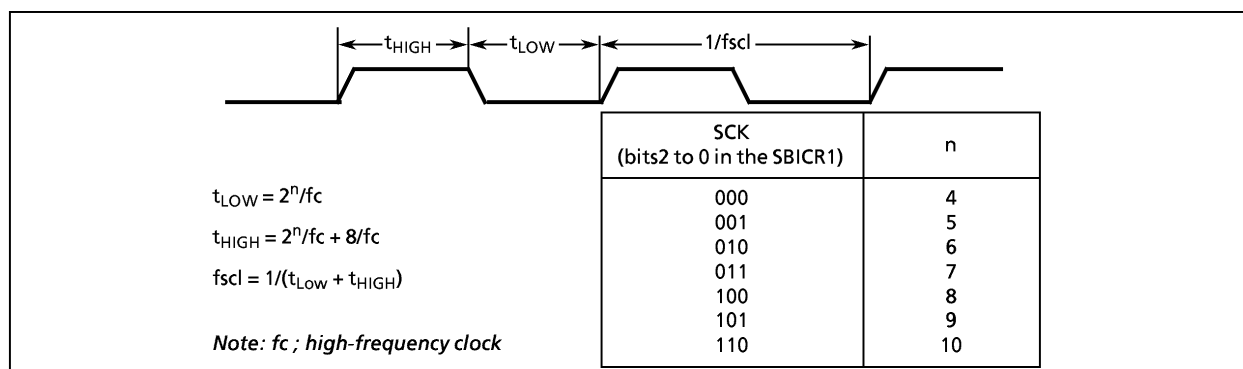 tHIGH tLOW 1/fscl
SCK n
(bits2 to 0 in the SBICR1)
tLOW = 2ⁿ/fc
tHIGH = 2ⁿ/fc + 8/fc
fscl = 1/(tLow + tHIGH)
Note: fc ; high-frequency clock
000 4
001 5
010 6
011 7
100 8
101 9
110 10